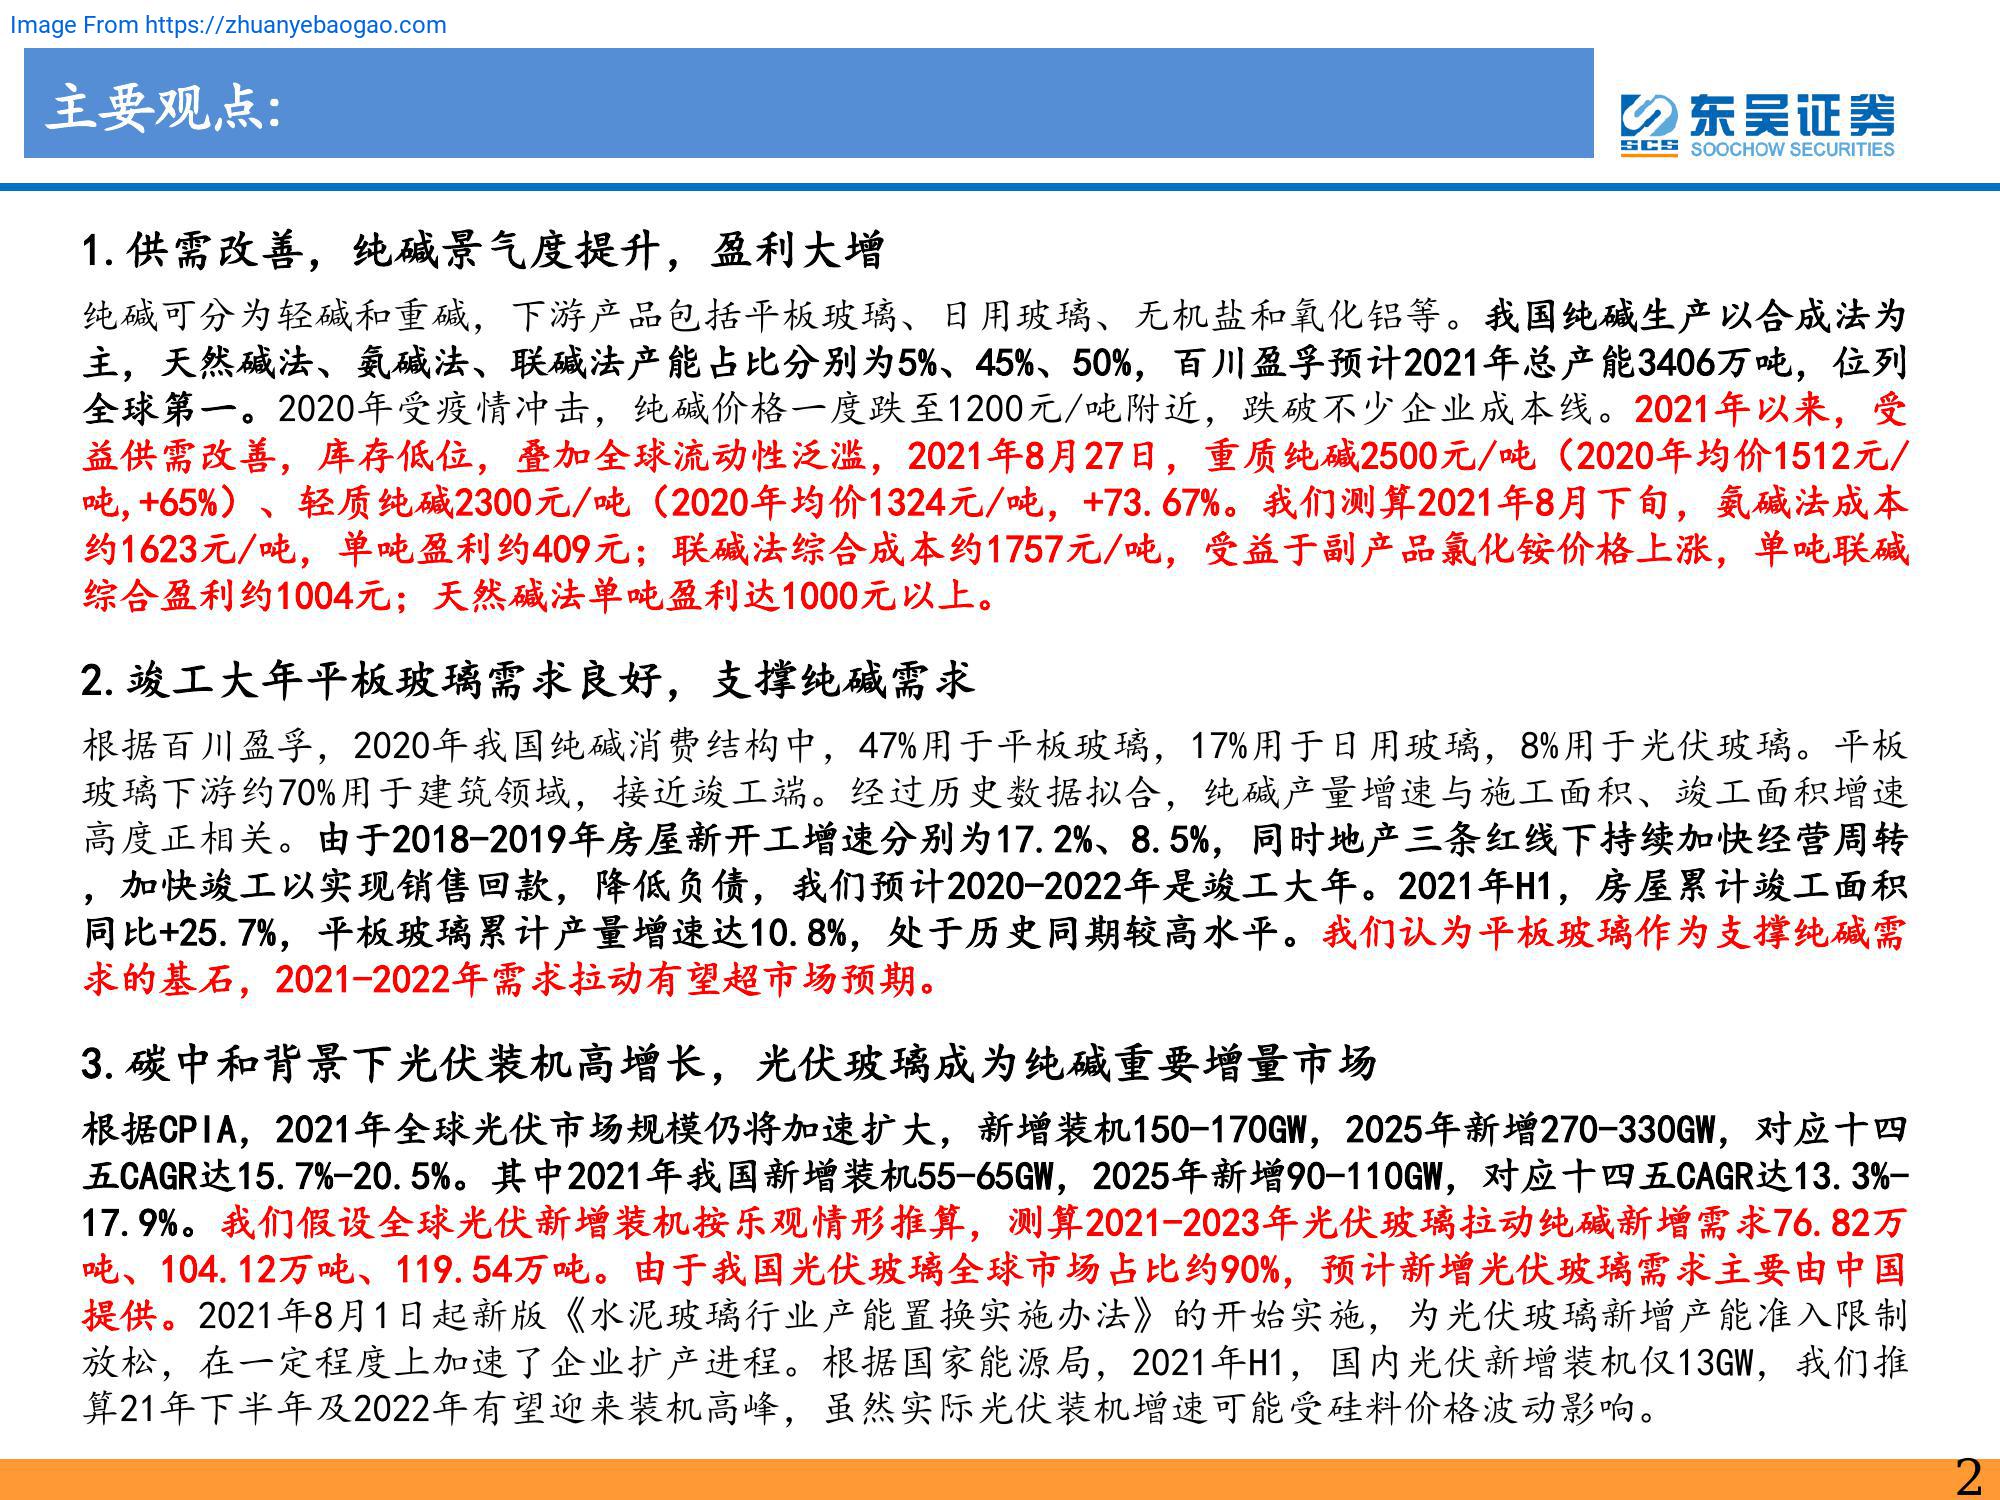 Image From https://zhuanyebaogao.com
主要观点:
东吴证券
SCS
SOOCHOW SECURITIES
1.供需改善，纯碱景气度提升，盈利大增
纯碱可分为轻碱和重碱，下游产品包括平板玻璃、日用玻璃、无机盐和氧化铝等。我国纯碱生产以合成法为
主，天然碱法、氨碱法、联碱法产能占比分别为5%、45%、50%，百川盈孚预计2021年总产能3406万吨，位列
全球第一。2020年受疫情冲击，纯碱价格一度跌至1200元/吨附近，跌破不少企业成本线。2021年以来，受
益供需改善，库存低位，叠加全球流动性泛滥，2021年8月27日，重质纯碱2500元/吨（2020年均价1512元/
吨,+65%）、轻质纯碱2300元/吨（2020年均价1324元/吨，+73.67%。我们测算2021年8月下旬，氨碱法成本
约1623元/吨，单吨盈利约409元；联碱法综合成本约1757元/吨，受益于副产品氯化铵价格上涨，单吨联碱
综合盈利约1004元；天然碱法单吨盈利达1000元以上。
2.竣工大年平板玻璃需求良好，支撑纯碱需求
根据百川盈孚，2020年我国纯碱消费结构中，47%用于平板玻璃，17%用于日用玻璃，8%用于光伏玻璃。平板
玻璃下游约70%用于建筑领域，接近竣工端。经过历史数据拟合，纯碱产量增速与施工面积、竣工面积增速
高度正相关。由于2018-2019年房屋新开工增速分别为17.2%、8.5%，同时地产三条红线下持续加快经营周转
，加快竣工以实现销售回款，降低负债，我们预计2020-2022年是竣工大年。2021年H1，房屋累计竣工面积
同比+25.7%，平板玻璃累计产量增速达10.8%，处于历史同期较高水平。我们认为平板玻璃作为支撑纯碱需
求的基石，2021-2022年需求拉动有望超市场预期。
3.碳中和背景下光伏装机高增长，光伏玻璃成为纯碱重要增量市场
根据CPIA，2021年全球光伏市场规模仍将加速扩大，新增装机150-170GW，2025年新增270-330GW，对应十四
五CAGR达15.7%-20.5%。其中2021年我国新增装机55-65GW，2025年新增90-110GW，对应十四五CAGR达13.3%-
17.9%。我们假设全球光伏新增装机按乐观情形推算，测算2021-2023年光伏玻璃拉动纯碱新增需求76.82万
吨、104.12万吨、119.54万吨。由于我国光伏玻璃全球市场占比约90%，预计新增光伏玻璃需求主要由中国
提供。2021年8月1日起新版《水泥玻璃行业产能置换实施办法》的开始实施，为光伏玻璃新增产能准入限制
放松，在一定程度上加速了企业扩产进程。根据国家能源局，2021年H1，国内光伏新增装机仅13GW，我们推
算21年下半年及2022年有望迎来装机高峰，虽然实际光伏装机增速可能受硅料价格波动影响。
2